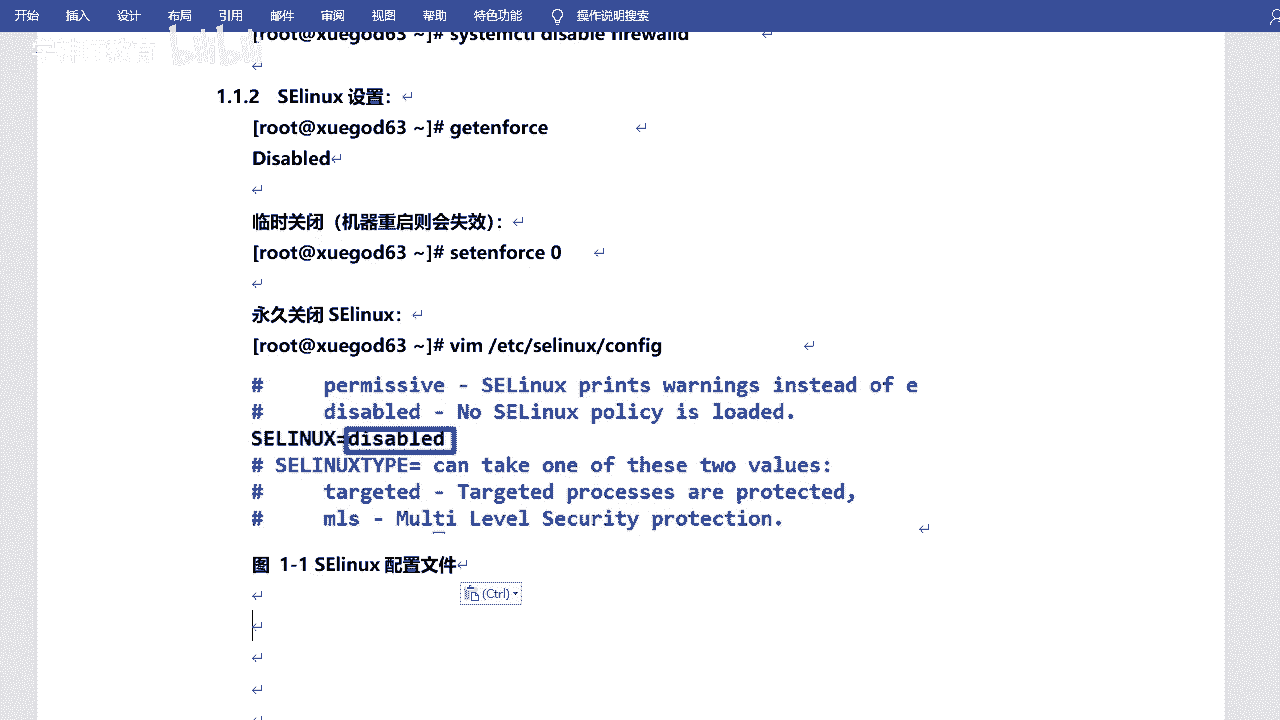 开始 插入 设计 布局 引用 邮件 审阅 视图 帮助 特色功能 操作说明搜索
[root@xuegod63 ~]# systemctl disable firewalld
1.1.2 SElinux 设置：
[root@xuegod63 ~]# getenforce
Disabled
临时关闭（机器重启则会失效）：
[root@xuegod63 ~]# setenforce 0
永久关闭 SElinux：
[root@xuegod63 ~]# vim /etc/selinux/config
# permissive - SELinux prints warnings instead of e
# disabled - No SELinux policy is loaded.
SELINUX=disabled
# SELINUXTYPE= can take one of these two values:
# targeted - Targeted processes are protected,
# mls - Multi Level Security protection.
图 1-1 SElinux 配置文件
(Ctrl)